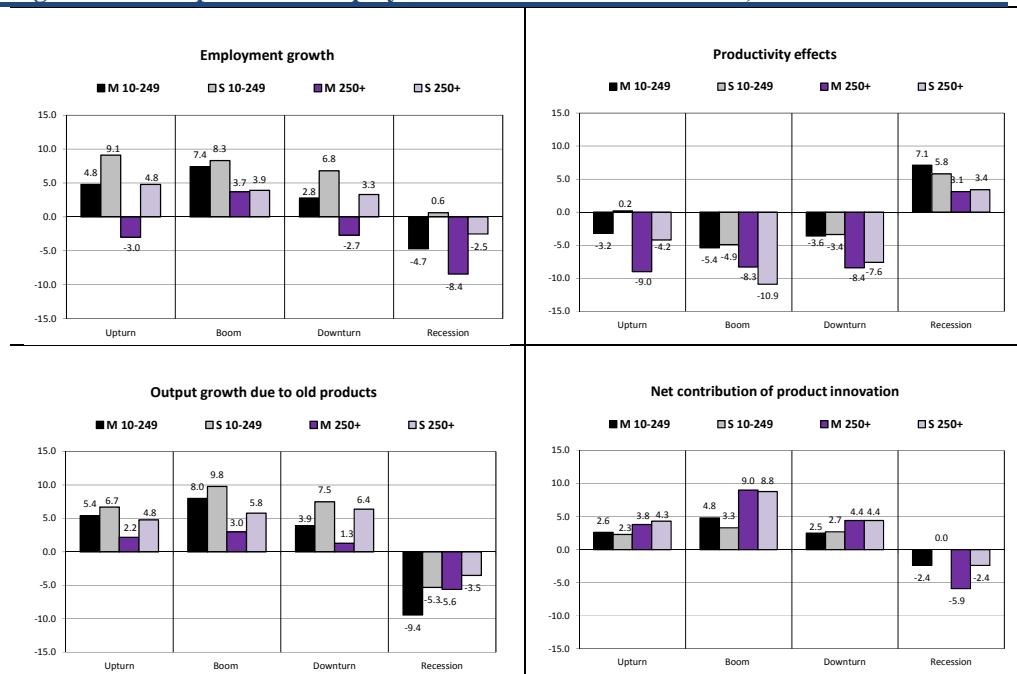 Employment growth
M 10-249 S 10-249 M 250+ S 250+
15.0
10.0
5.0
0.0
-5.0
-10.0
-15.0
4.8 9.1 -3.0 4.8
7.4 8.3 3.7 3.9
2.8 6.8 -2.7 3.3
-4.7 0.6 -8.4 -2.5
Upturn Boom Downturn Recession
Productivity effects
M 10-249 S 10-249 M 250+ S 250+
15.0
10.0
5.0
0.0
-5.0
-10.0
-15.0
-3.2 0.2 -9.0 -4.2
-5.4 -4.9 -8.3 -10.9
-3.6 -3.4 -8.4 -7.6
7.1 5.8 3.1 3.4
Upturn Boom Downturn Recession
Output growth due to old products
M 10-249 S 10-249 M 250+ S 250+
15.0
10.0
5.0
0.0
-5.0
-10.0
-15.0
5.4 6.7 2.2 4.8
8.0 9.8 3.0 5.8
3.9 7.5 1.3 6.4
-9.4 -5.3 -5.6 -3.5
Upturn Boom Downturn Recession
Net contribution of product innovation
M 10-249 S 10-249 M 250+ S 250+
15.0
10.0
5.0
0.0
-5.0
-10.0
-15.0
2.6 2.3 3.8 4.3
4.8 3.3 9.0 8.8
2.5 2.7 4.4 4.4
-2.4 0.0 -5.9 -2.4
Upturn Boom Downturn Recession